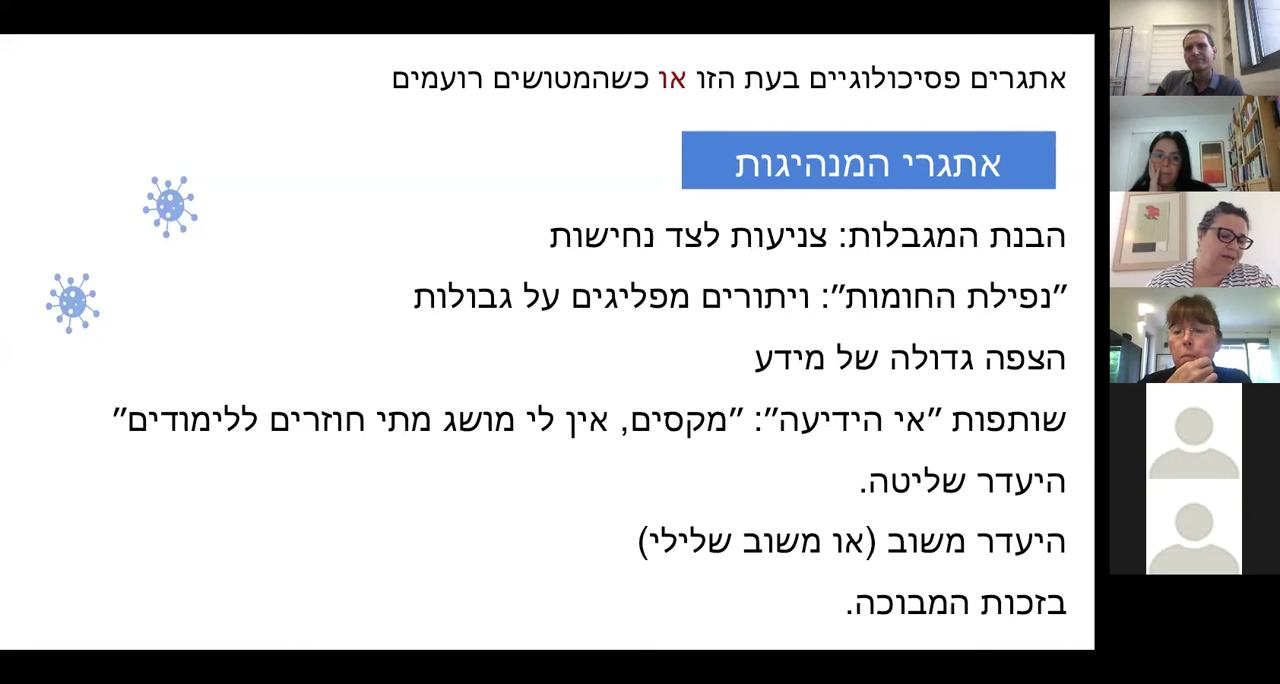 אתגרים פסיכולוגיים בעת הזו או כשהמטושים רועמים
אתגרי המנהיגות
הבנת המגבלות: צניעות לצד נחישות
"נפילת החומות": ויתורים מפליגים על גבולות
הצפה גדולה של מידע
שותפות "אי הידיעה": "מקסים, אין לי מושג מתי חוזרים ללימודים"
היעדר שליטה.
היעדר משוב (או משוב שלילי)
בזכות המבוכה.